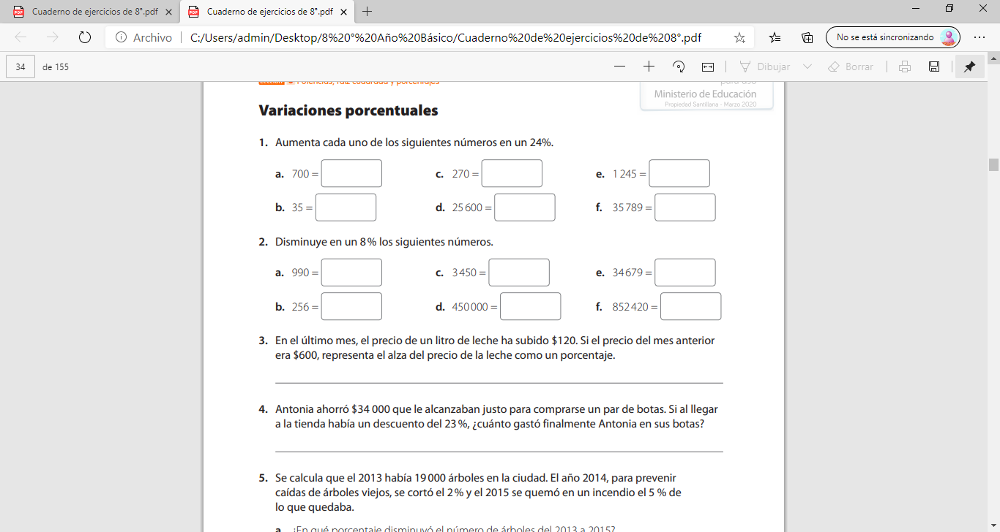 Cuaderno de ejercicios de 8°.pdf
Cuaderno de ejercicios de 8°.pdf
Archivo
C:/Users/admin/Desktop/8%20°%20Año%20Básico/Cuaderno%20de%20ejercicios%20de%208°.pdf
No se está sincronizando
34 de 155
Dibujar
Borrar
Potencias, raíz cuadrada y porcentajes
para uso
Ministerio de Educación
Propiedad Santillana - Marzo 2020
Variaciones porcentuales
1. Aumenta cada uno de los siguientes números en un 24%.
a. 700 =
c. 270 =
e. 1 245 =
b. 35 =
d. 25 600 =
f. 35 789 =
2. Disminuye en un 8 % los siguientes números.
a. 990 =
c. 3 450 =
e. 34 679 =
b. 256 =
d. 450 000 =
f. 852 420 =
3. En el último mes, el precio de un litro de leche ha subido $120. Si el precio del mes anterior
era $600, representa el alza del precio de la leche como un porcentaje.
4. Antonia ahorró $34 000 que le alcanzaban justo para comprarse un par de botas. Si al llegar
a la tienda había un descuento del 23 %, ¿cuánto gastó finalmente Antonia en sus botas?
5. Se calcula que el 2013 había 19 000 árboles en la ciudad. El año 2014, para prevenir
caídas de árboles viejos, se cortó el 2 % y el 2015 se quemó en un incendio el 5 % de
lo que quedaba.
a. ¿En qué porcentaje disminuyó el número de árboles del 2013 a 2015?